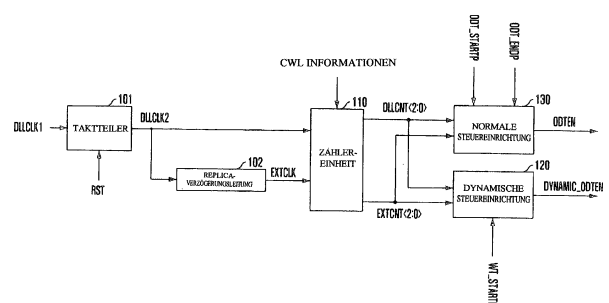 CWL INFORMATIONEN
ODT_STARTP
ODT_ENDP
101
TAKTTEILER
DLLCLK1
DLLCLK2
RST
102
REPLICA-
VERZÖGERUNGSLEITUNG
EXTCLK
110
ZÄHLER-
EINHEIT
DLLCNT<2:0>
EXTCNT<2:0>
130
NORMALE
STEUEREINRICHTUNG
ODTEN
120
DYNAMISCHE
STEUEREINRICHTUNG
DYNAMIC_ODTEN
WT_START